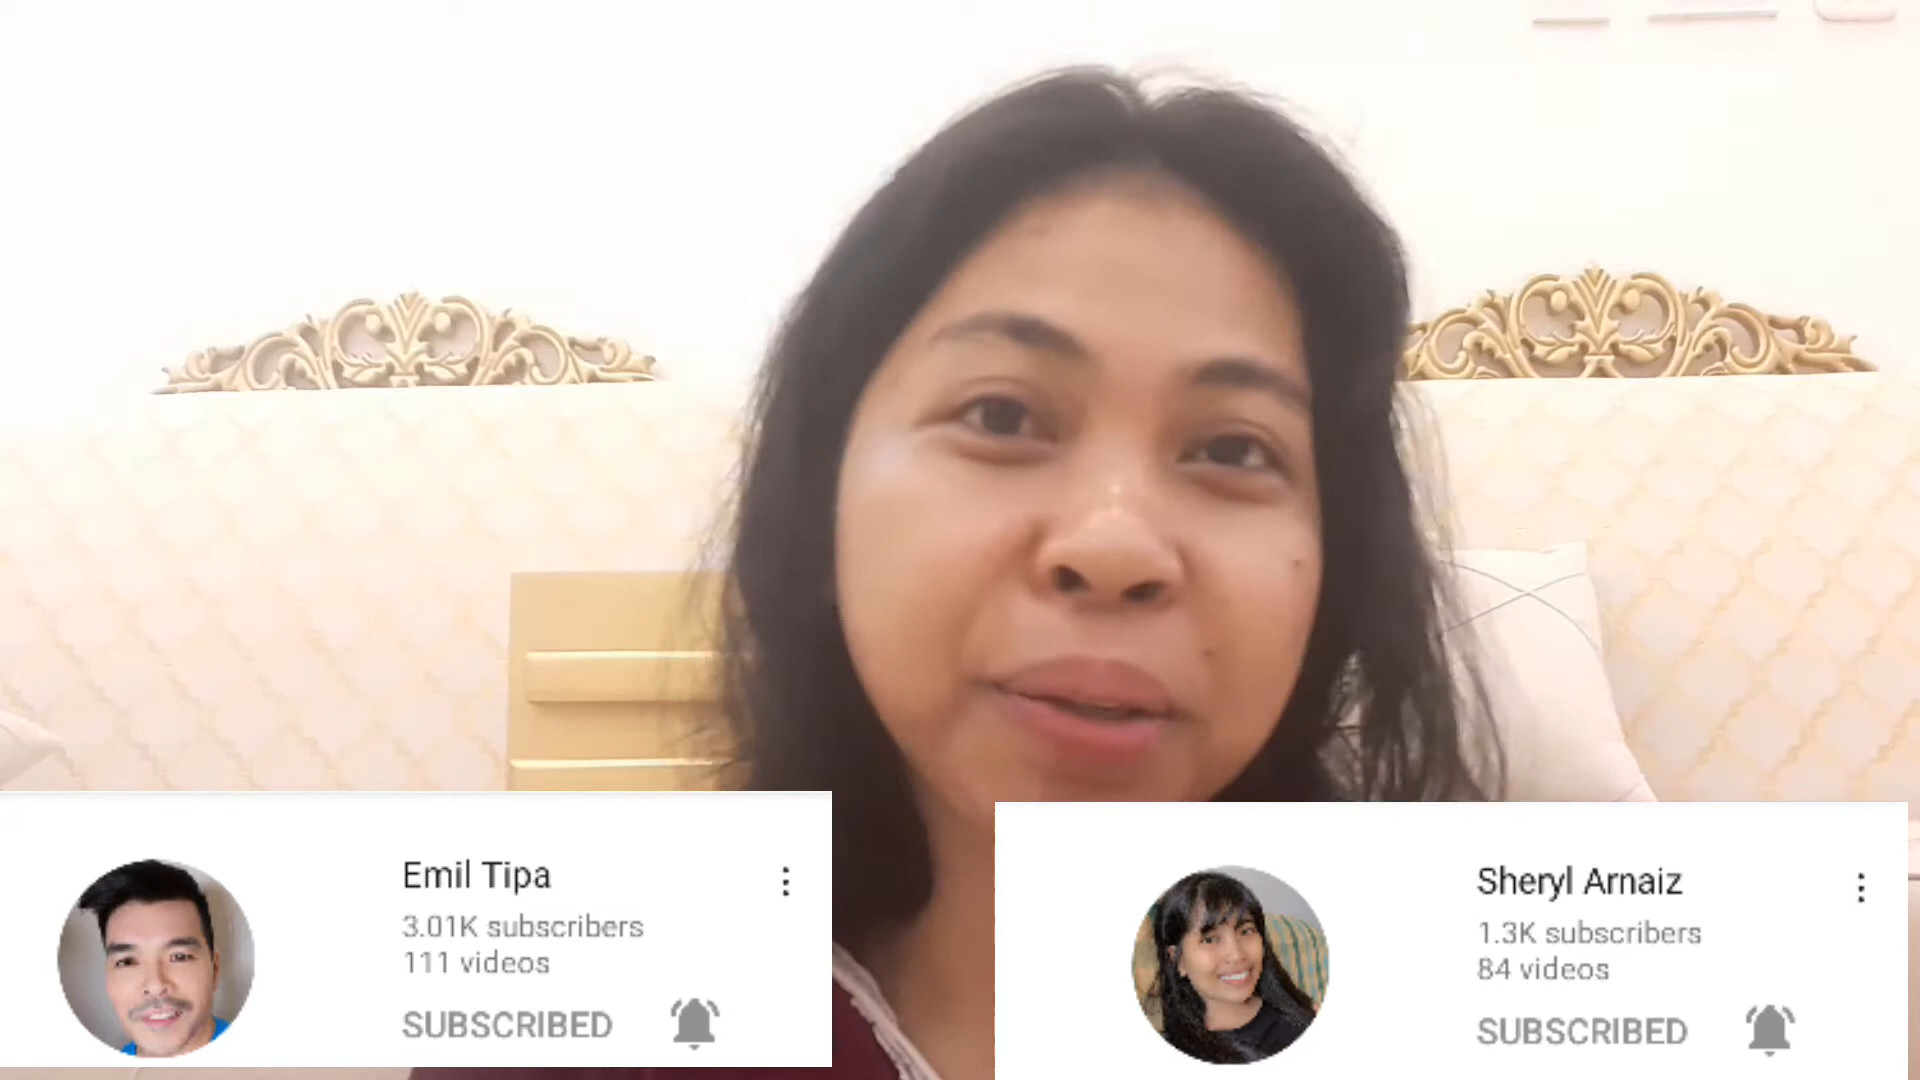 Emil Tipa
3.01K subscribers
111 videos
SUBSCRIBED
Sheryl Arnaiz
1.3K subscribers
84 videos
SUBSCRIBED